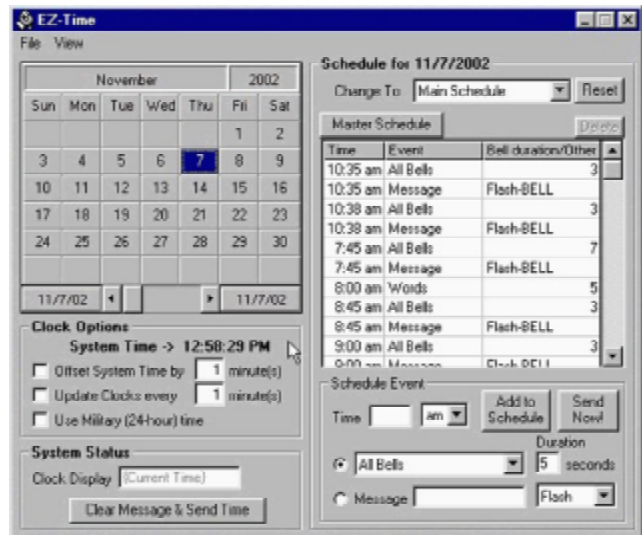 EZ-Time
File View
November 2002
Sun Mon Tue Wed Thu Fri Sat
1 2
3 4 5 6 7 8 9
10 11 12 13 14 15 16
17 18 19 20 21 22 23
24 25 26 27 28 29 30
11/7/02 11/7/02
Clock Options
System Time -> 12:58:29 PM
Offset System Time by 1 minute(s)
Update Clocks every 1 minute(s)
Use Military (24-hour) time
System Status
Clock Display (Current Time)
Clear Message & Send Time
Schedule for 11/7/2002
Change To Main Schedule Reset
Master Schedule Delete
Time Event Bell duration/Other
10:35 am All Bells 3
10:35 am Message Flash-BELL
10:38 am All Bells 3
10:38 am Message Flash-BELL
7:45 am All Bells 7
7:45 am Message Flash-BELL
8:00 am Words 5
8:45 am All Bells 3
8:45 am Message Flash-BELL
9:00 am All Bells 3
9:00 am Message Flash-BELL
Schedule Event
Time am Add to Schedule Send Now!
Duration
All Bells 5 seconds
Message Flash